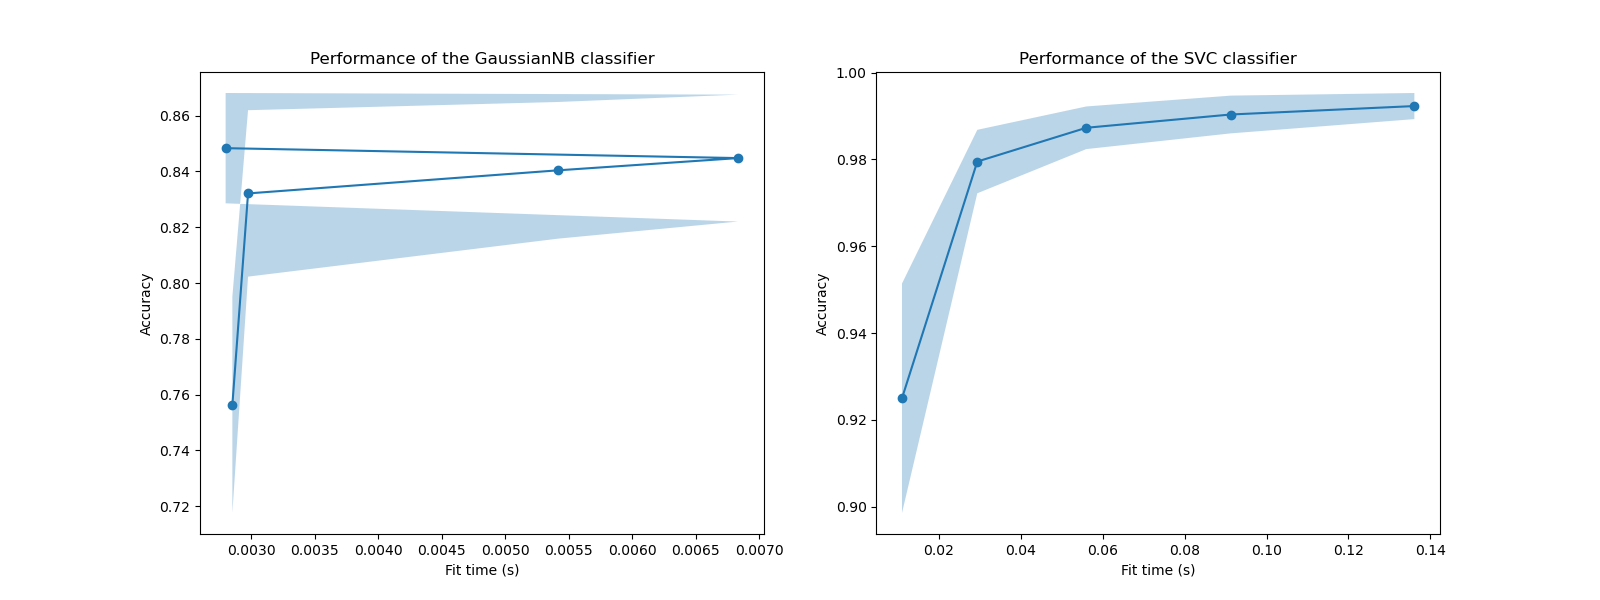 Performance of the GaussianNB classifier
0.86
0.84
0.82
0.80
0.78
0.76
0.74
0.72
Accuracy
0.0030 0.0035 0.0040 0.0045 0.0050 0.0055 0.0060 0.0065 0.0070
Fit time (s)
Performance of the SVC classifier
1.00
0.98
0.96
0.94
0.92
0.90
Accuracy
0.02 0.04 0.06 0.08 0.10 0.12 0.14
Fit time (s)